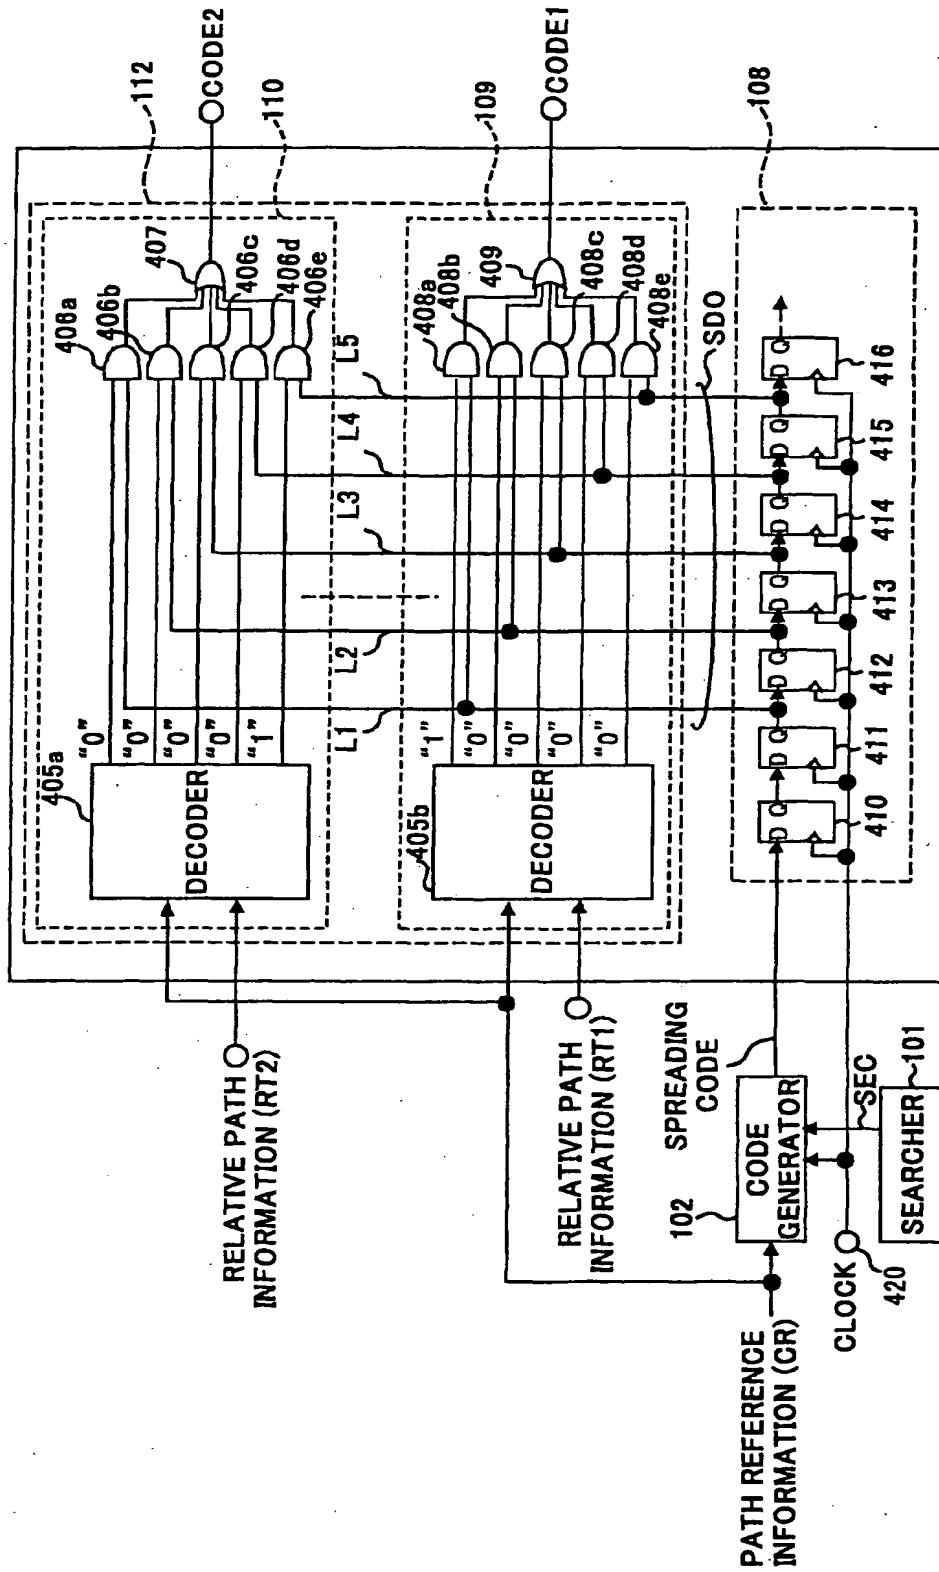 CODE2
112
110
407
406a
406b
406c
406d
406e
405a
DECODER
"0"
"0"
"0"
"0"
"1"
L1
L2
L3
L4
L5
CODE1
109
408a
408b
409
408c
408d
408e
405b
DECODER
"1"
"0"
"0"
"0"
"0"
SDO
108
D Q
D Q
D Q
D Q
D Q
D Q
D Q
410
411
412
413
414
415
416
RELATIVE PATH
INFORMATION (RT2)
RELATIVE PATH
INFORMATION (RT1)
SPREADING
CODE
102
CODE
GENERATOR
SEC
101
SEARCHER
CLOCK
420
PATH REFERENCE
INFORMATION (CR)